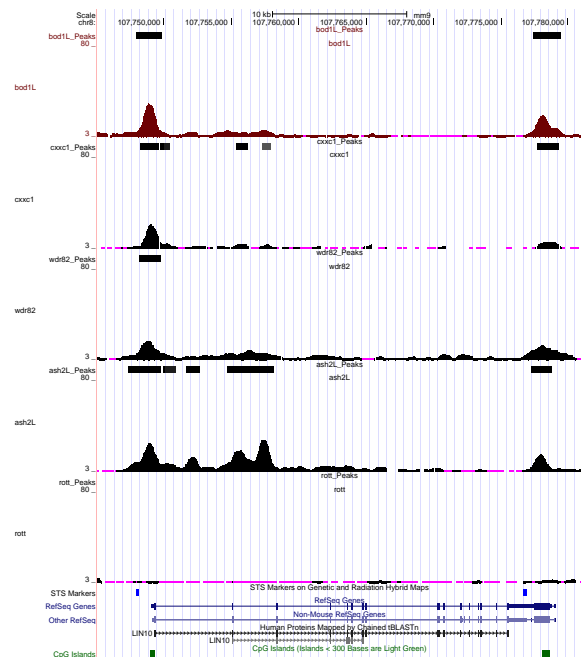 Scale 10 kb mm9
chr8: 107,750,000 107,755,000 107,760,000 107,765,000 107,770,000 107,775,000 107,780,000
bod1L_Peaks
bod1L_Peaks
80 _
bod1L
bod1L
3 _
cxxc1_Peaks
cxxc1_Peaks
80 _
cxxc1
cxxc1
3 _
wdr82_Peaks
wdr82_Peaks
80 _
wdr82
wdr82
3 _
ash2L_Peaks
ash2L_Peaks
80 _
ash2L
ash2L
3 _
rott_Peaks
rott_Peaks
80 _
rott
rott
3 _
STS Markers on Genetic and Radiation Hybrid Maps
STS Markers
RefSeq Genes
RefSeq Genes
Non-Mouse RefSeq Genes
Other RefSeq
Human Proteins Mapped by Chained tBLASTn
LIN10
LIN10
CpG Islands (Islands < 300 Bases are Light Green)
CpG Islands